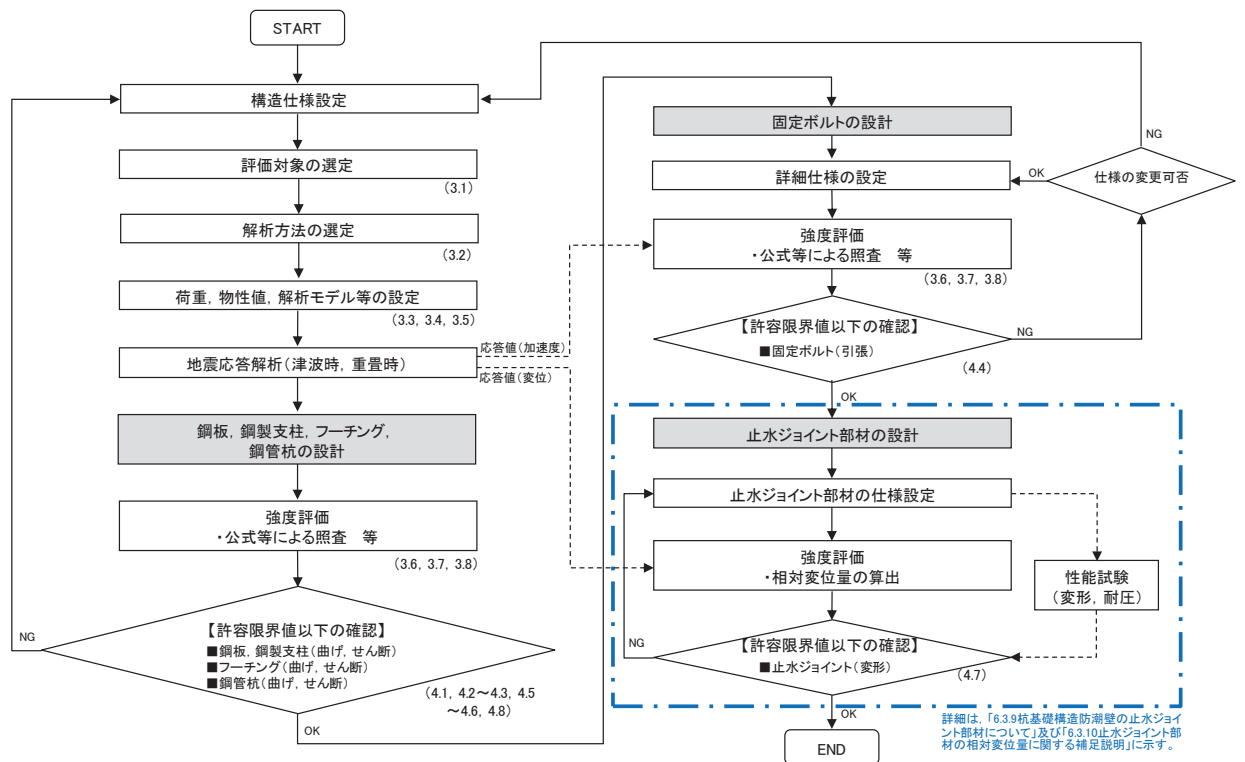 START
構造仕様設定
評価対象の選定
(3.1)
解析方法の選定
(3.2)
荷重, 物性値, 解析モデル等の設定
(3.3, 3.4, 3.5)
地震応答解析(津波時, 重畳時)
応答値(加速度)
応答値(変位)
鋼板, 鋼製支柱, フーチング,
鋼管杭の設計
強度評価
・公式等による照査　等
(3.6, 3.7, 3.8)
【許容限界値以下の確認】
■鋼板, 鋼製支柱(曲げ, せん断)
■フーチング(曲げ, せん断)
■鋼管杭(曲げ, せん断)
(4.1, 4.2～4.3, 4.5
～4.6, 4.8)
NG
OK
固定ボルトの設計
詳細仕様の設定
OK
仕様の変更可否
NG
強度評価
・公式等による照査　等
(3.6, 3.7, 3.8)
【許容限界値以下の確認】
■固定ボルト(引張)
(4.4)
NG
OK
止水ジョイント部材の設計
止水ジョイント部材の仕様設定
強度評価
・相対変位量の算出
性能試験
(変形, 耐圧)
【許容限界値以下の確認】
■止水ジョイント(変形)
(4.7)
NG
OK
END
詳細は,「6.3.9杭基礎構造防潮壁の止水ジョイ
ント部材について」及び「6.3.10止水ジョイント部
材の相対変位量に関する補足説明」に示す。